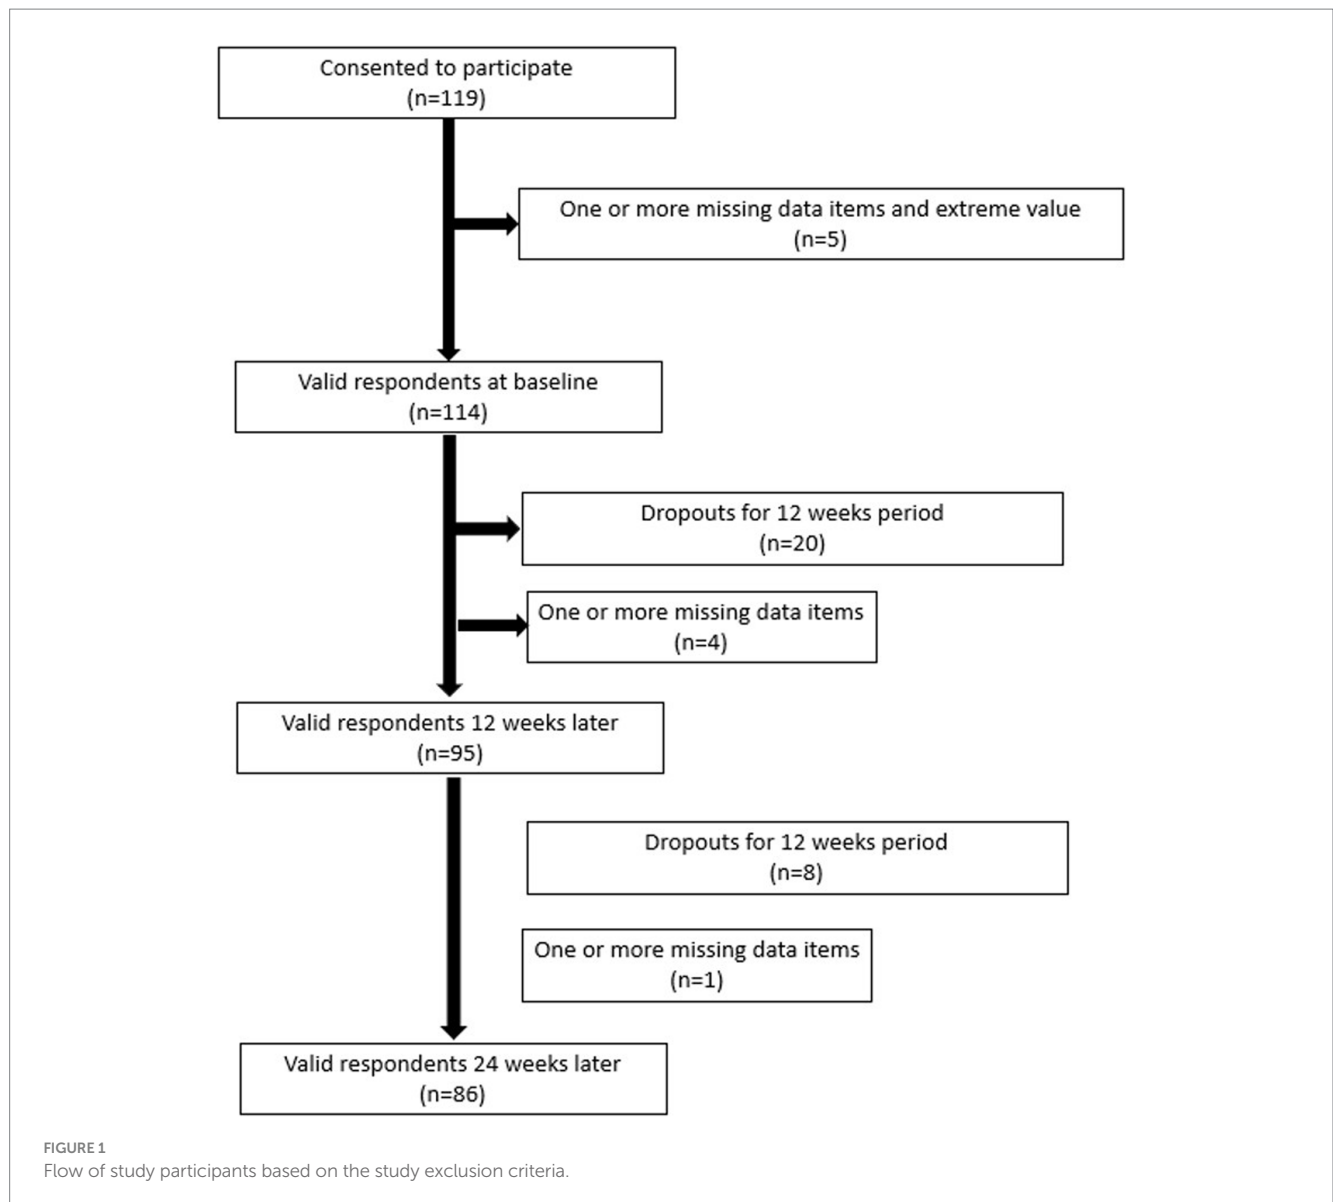 Consented to participate
(n=119)
One or more missing data items and extreme value
(n=5)
Valid respondents at baseline
(n=114)
Dropouts for 12 weeks period
(n=20)
One or more missing data items
(n=4)
Valid respondents 12 weeks later
(n=95)
Dropouts for 12 weeks period
(n=8)
One or more missing data items
(n=1)
Valid respondents 24 weeks later
(n=86)
FIGURE 1
Flow of study participants based on the study exclusion criteria.